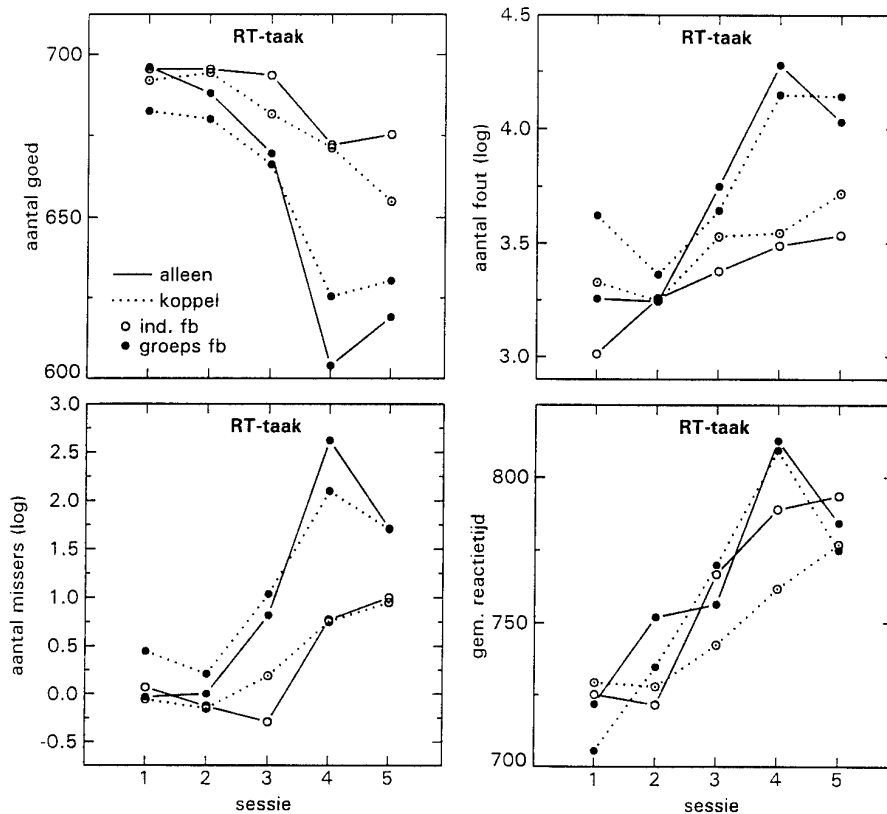 RT-taak
700
650
600
aantal goed
alleen
koppel
ind. fb
groeps fb
RT-taak
4.5
4.0
3.5
3.0
aantal fout (log)
RT-taak
3.0
2.5
2.0
1.5
1.0
0.5
0.0
-0.5
aantal missers (log)
1 2 3 4 5
sessie
RT-taak
800
750
700
gem. reactietijd
1 2 3 4 5
sessie